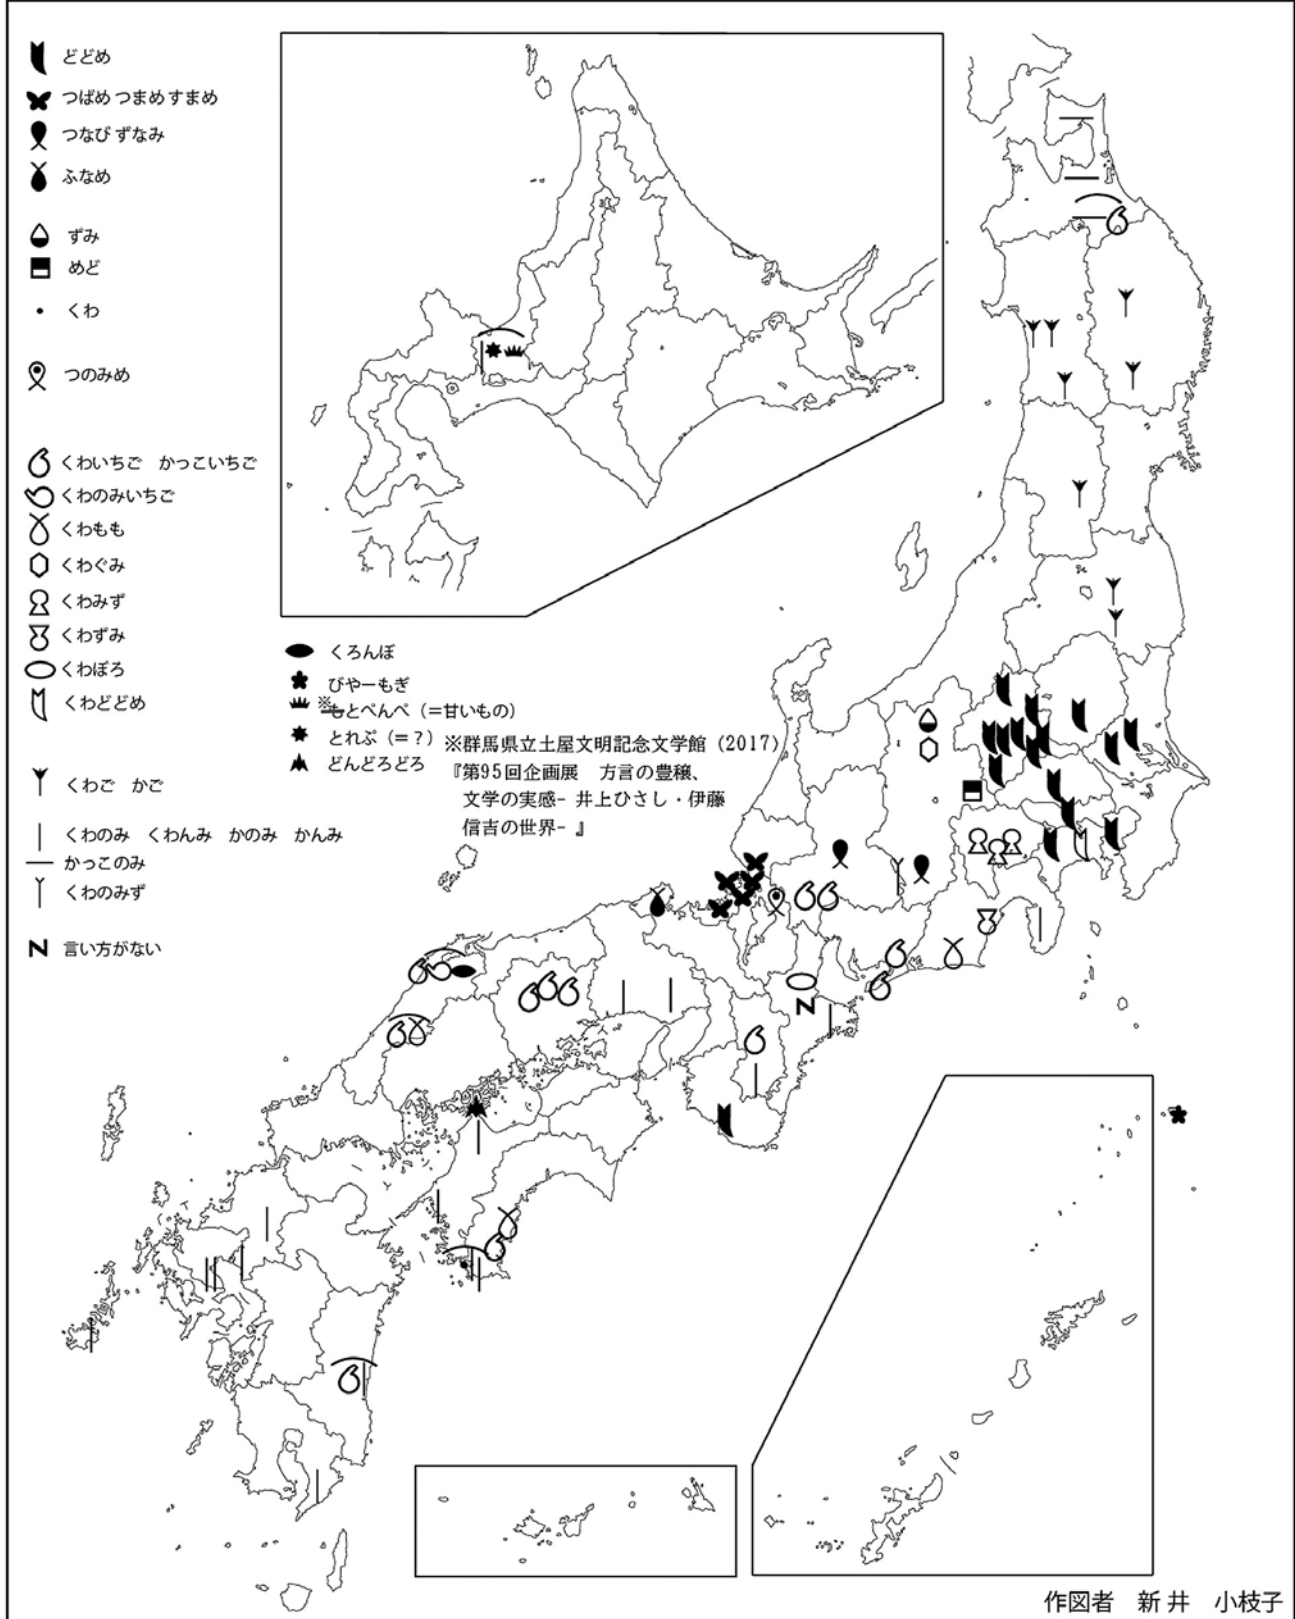 どどめ
つばめ つまめ すまめ
つなび ずなみ
ふなめ
ずみ
めど
くわ
つのみめ
くわいちご かっこいちご
くわのみいちご
くわもも
くわぐみ
くわみず
くわずみ
くわぼろ
くわどどめ
くわご かご
くわのみ くわんみ かのみ かんみ
かっこのみ
くわのみず
N 言い方がない
くろんぼ
びやーもぎ
※もとぺんぺ（＝甘いもの）
とれぷ（＝？）
どんどろどろ
※群馬県立土屋文明記念文学館（2017）
『第95回企画展 方言の豊穣、
文学の実感- 井上ひさし・伊藤
信吉の世界- 』
N
作図者 新 井 小枝子